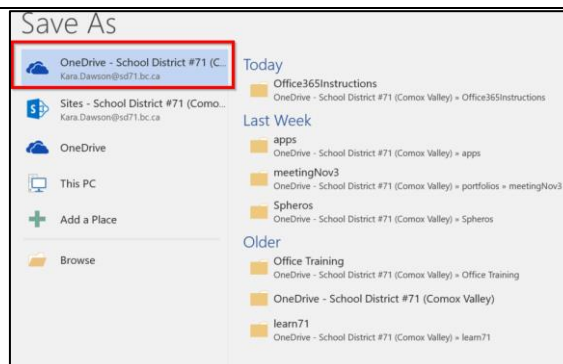 Save As
OneDrive - School District #71 (C...
Kara.Dawson@sd71.bc.ca
Sites - School District #71 (Como...
Kara.Dawson@sd71.bc.ca
OneDrive
This PC
Add a Place
Browse
Today
Office365Instructions
OneDrive - School District #71 (Comox Valley) » Office365Instructions
Last Week
apps
OneDrive - School District #71 (Comox Valley) » apps
meetingNov3
OneDrive - School District #71 (Comox Valley) » portfolios » meetingNov3
Spheros
OneDrive - School District #71 (Comox Valley) » Spheros
Older
Office Training
OneDrive - School District #71 (Comox Valley) » Office Training
OneDrive - School District #71 (Comox Valley)
learn71
OneDrive - School District #71 (Comox Valley) » learn71